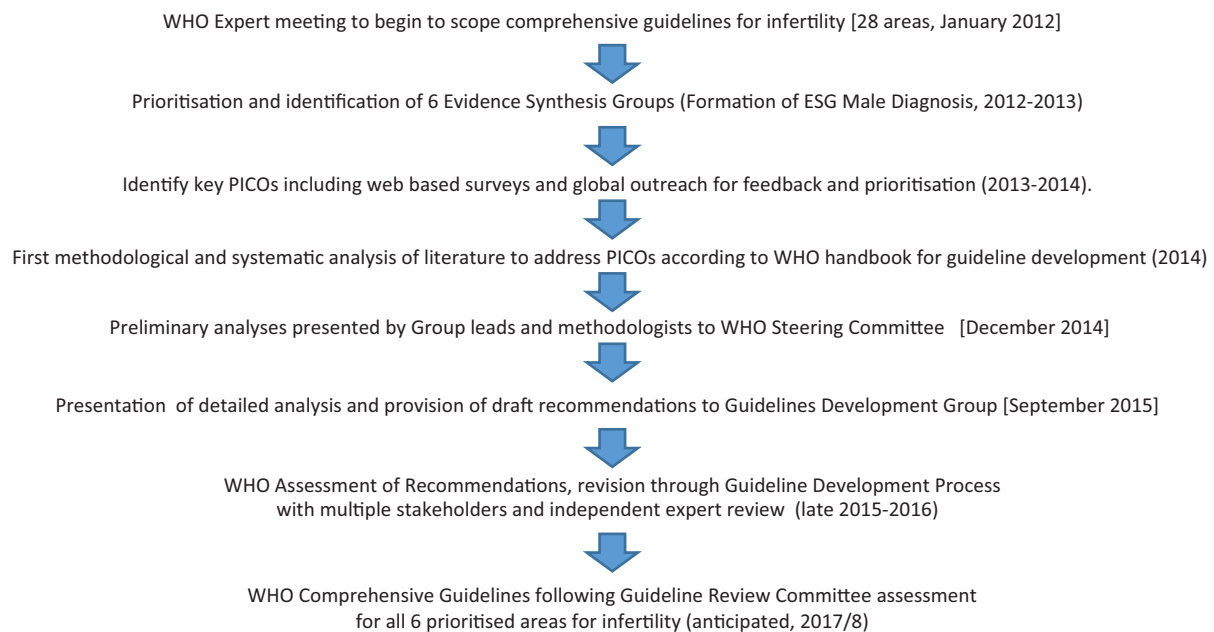 WHO Expert meeting to begin to scope comprehensive guidelines for infertility [28 areas, January 2012]
Prioritisation and identification of 6 Evidence Synthesis Groups (Formation of ESG Male Diagnosis, 2012-2013)
Identify key PICOs including web based surveys and global outreach for feedback and prioritisation (2013-2014).
First methodological and systematic analysis of literature to address PICOs according to WHO handbook for guideline development (2014)
Preliminary analyses presented by Group leads and methodologists to WHO Steering Committee [December 2014]
Presentation of detailed analysis and provision of draft recommendations to Guidelines Development Group [September 2015]
WHO Assessment of Recommendations, revision through Guideline Development Process
with multiple stakeholders and independent expert review (late 2015-2016)
WHO Comprehensive Guidelines following Guideline Review Committee assessment
for all 6 prioritised areas for infertility (anticipated, 2017/8)